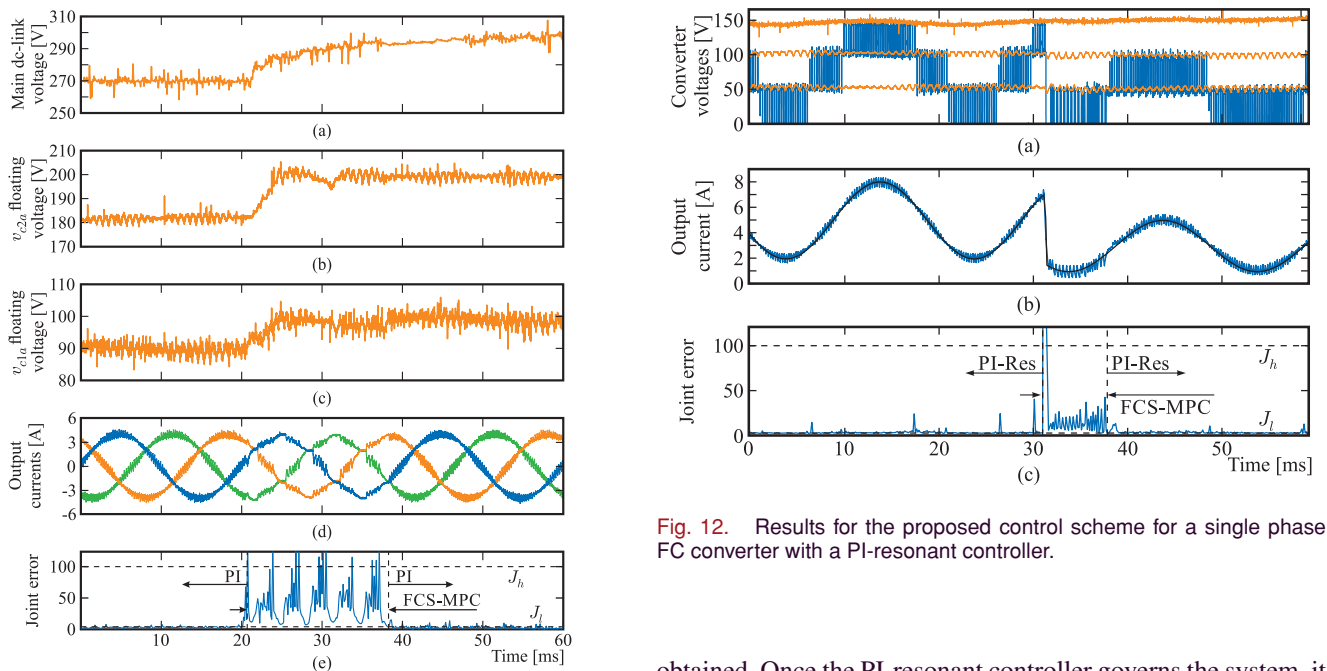 310
290
270
250
Main dc-link
voltage [V]
(a)
210
200
190
180
170
v_{c2a} floating
voltage [V]
(b)
110
100
90
80
v_{c1a} floating
voltage [V]
(c)
6
3
0
-3
-6
Output
currents [A]
(d)
100
50
0
Joint error
PI
PI
FCS-MPC
J_h
J_l
0 10 20 30 40 50 60
Time [ms]
(e)
150
100
50
0
Converter
voltages
(a)
8
6
4
2
0
Output
current [A]
(b)
100
50
0
Joint error
PI-Res
PI-Res
FCS-MPC
J_h
J_l
0 10 20 30 40 50
Time [ms]
(c)
Fig. 12. Results for the proposed control scheme for a single phase
FC converter with a PI-resonant controller.
obtained. Once the PI-resonant controller governs the system, it